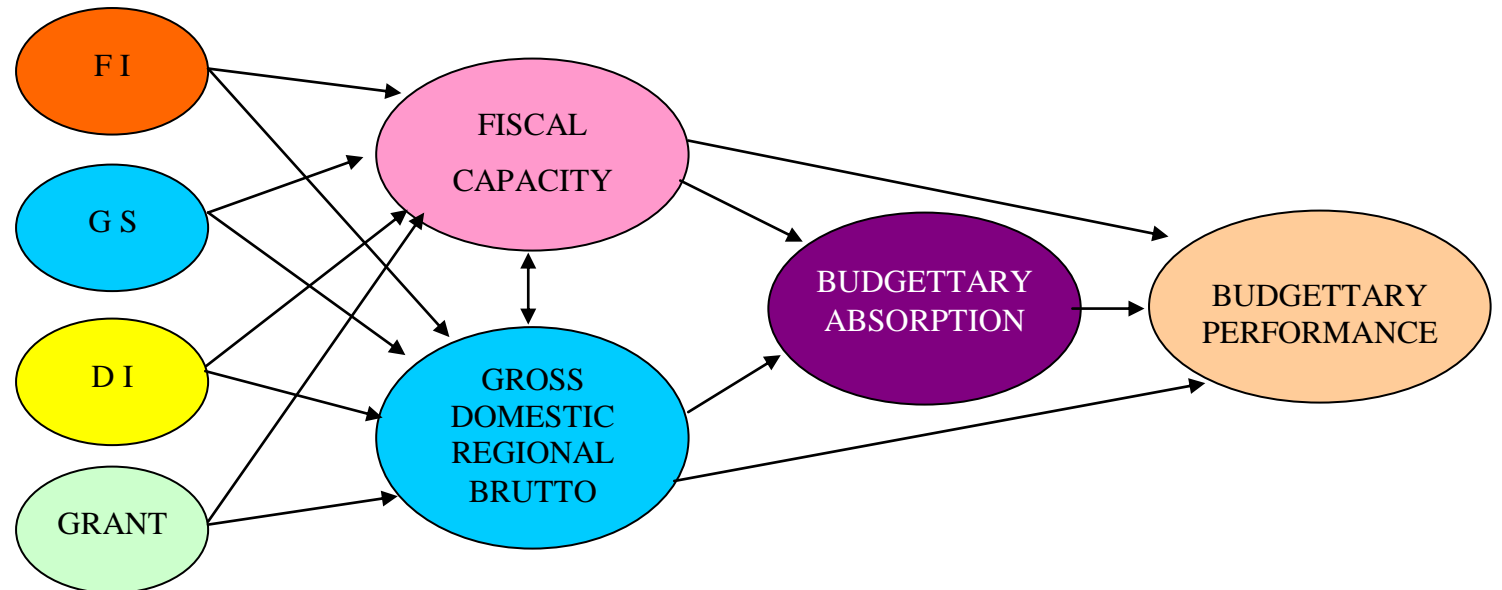 F I
G S
D I
GRANT
FISCAL
CAPACITY
GROSS
DOMESTIC
REGIONAL
BRUTTO
BUDGETTARY
ABSORPTION
BUDGETTARY
PERFORMANCE